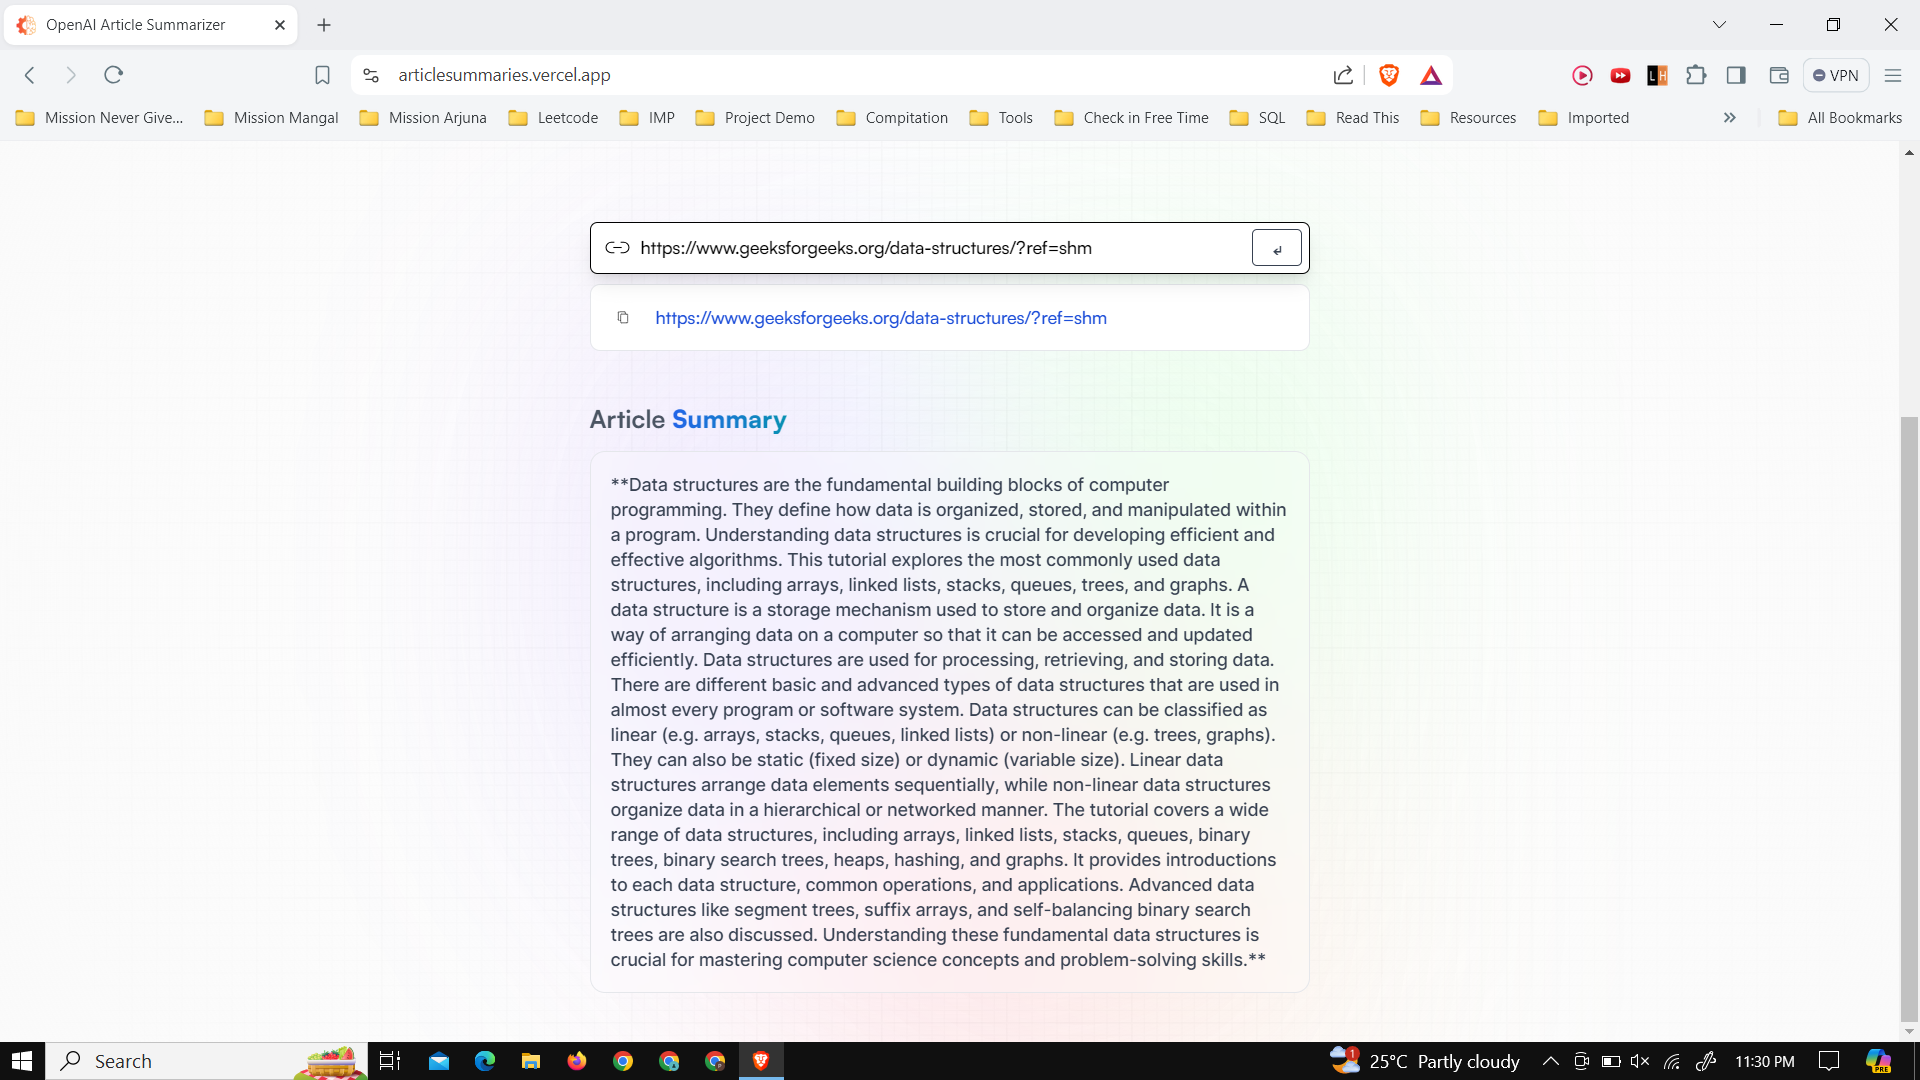 OpenAI Article Summarizer
articlesummaries.vercel.app
VPN
Mission Never Give...
Mission Mangal
Mission Arjuna
Leetcode
IMP
Project Demo
Compitation
Tools
Check in Free Time
SQL
Read This
Resources
Imported
All Bookmarks
https://www.geeksforgeeks.org/data-structures/?ref=shm
https://www.geeksforgeeks.org/data-structures/?ref=shm
Article Summary
**Data structures are the fundamental building blocks of computer
programming. They define how data is organized, stored, and manipulated within
a program. Understanding data structures is crucial for developing efficient and
effective algorithms. This tutorial explores the most commonly used data
structures, including arrays, linked lists, stacks, queues, trees, and graphs. A
data structure is a storage mechanism used to store and organize data. It is a
way of arranging data on a computer so that it can be accessed and updated
efficiently. Data structures are used for processing, retrieving, and storing data.
There are different basic and advanced types of data structures that are used in
almost every program or software system. Data structures can be classified as
linear (e.g. arrays, stacks, queues, linked lists) or non-linear (e.g. trees, graphs).
They can also be static (fixed size) or dynamic (variable size). Linear data
structures arrange data elements sequentially, while non-linear data structures
organize data in a hierarchical or networked manner. The tutorial covers a wide
range of data structures, including arrays, linked lists, stacks, queues, binary
trees, binary search trees, heaps, hashing, and graphs. It provides introductions
to each data structure, common operations, and applications. Advanced data
structures like segment trees, suffix arrays, and self-balancing binary search
trees are also discussed. Understanding these fundamental data structures is
crucial for mastering computer science concepts and problem-solving skills.**
Search
1
25°C Partly cloudy
11:30 PM
PRE